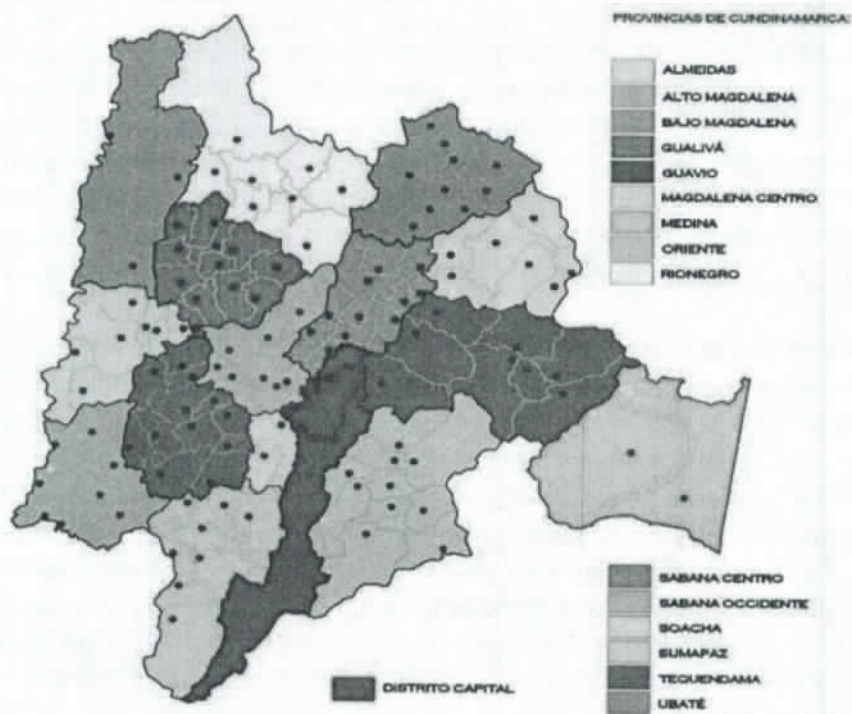 PROVINCIAS DE CUNDINAMARCA:
ALMEIDAS
ALTO MAGDALENA
BAJO MAGDALENA
GUALIVÁ
GUAVIO
MAGDALENA CENTRO
MEDINA
ORIENTE
RIONEGRO
SABANA CENTRO
SABANA OCCIDENTE
SOACHA
SUMAPAZ
TEQUENDAMA
UBATÉ
DISTRITO CAPITAL